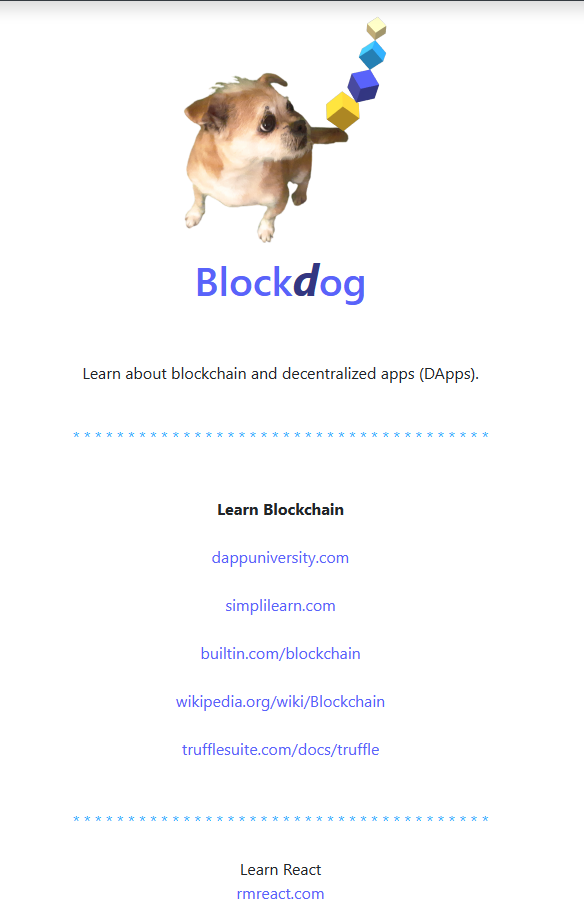 Blockdog
Learn about blockchain and decentralized apps (DApps).
* * * * * * * * * * * * * * * * * * * * * * * * * * * * * * * * * * * * * *
Learn Blockchain
dappuniversity.com
simplilearn.com
builtin.com/blockchain
wikipedia.org/wiki/Blockchain
trufflesuite.com/docs/truffle
* * * * * * * * * * * * * * * * * * * * * * * * * * * * * * * * * * * * * *
Learn React
rmreact.com